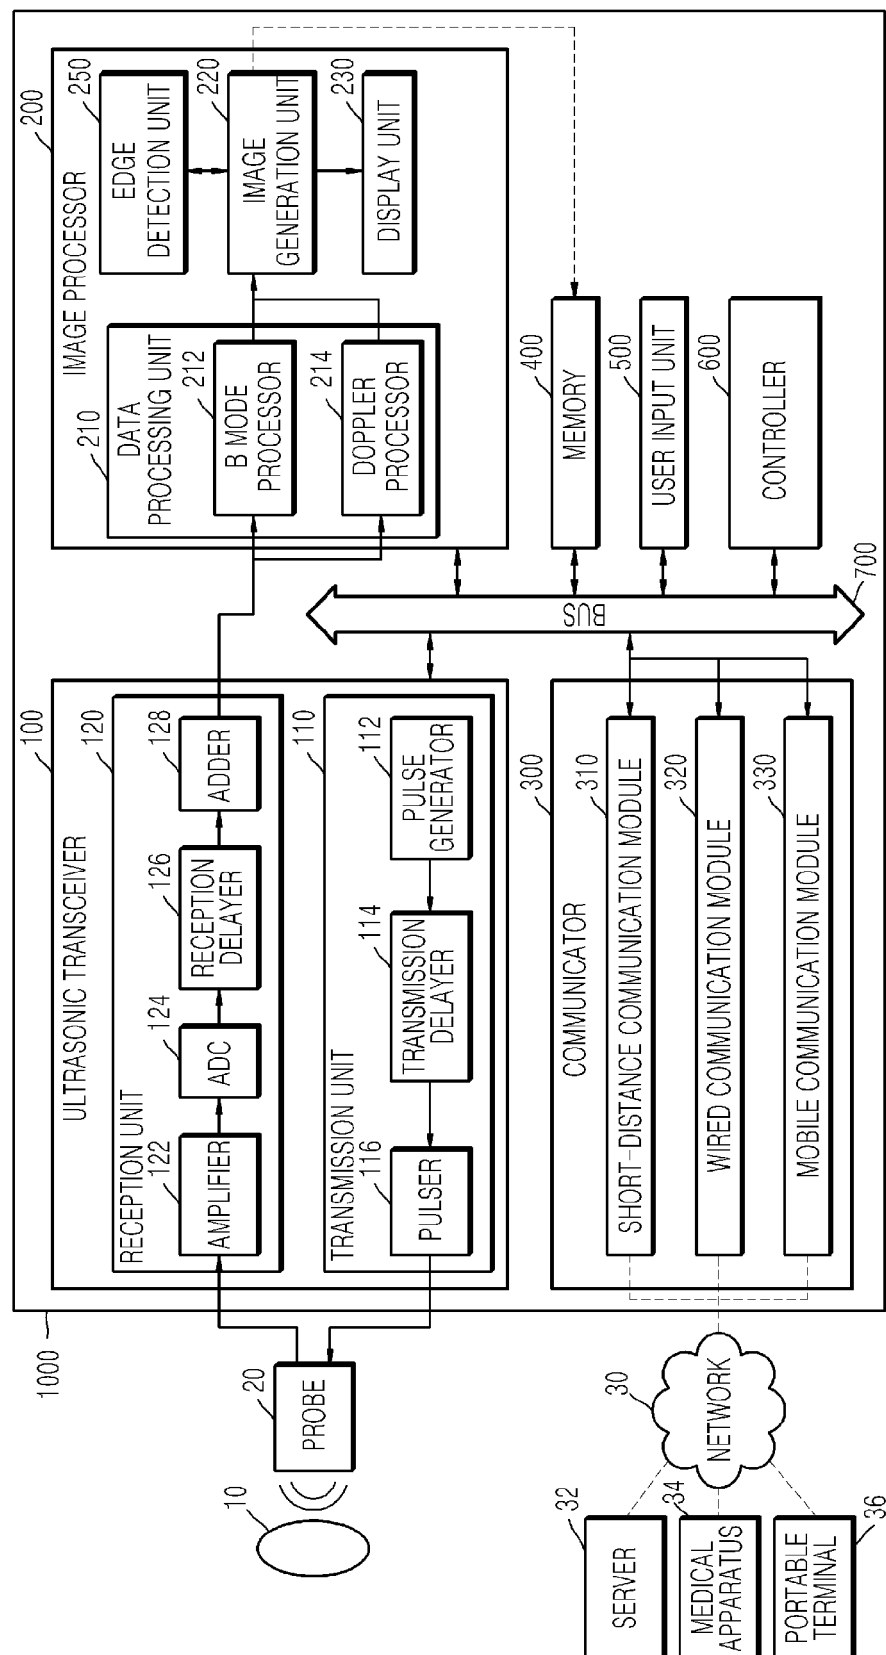 1000
10
20
PROBE
100
ULTRASONIC TRANSCEIVER
120
RECEPTION UNIT
122
AMPLIFIER
124
ADC
126
RECEPTION
DELAYER
128
ADDER
110
TRANSMISSION UNIT
116
PULSER
114
TRANSMISSION
DELAYER
112
PULSE
GENERATOR
200
IMAGE PROCESSOR
210
DATA
PROCESSING UNIT
212
B MODE
PROCESSOR
214
DOPPLER
PROCESSOR
250
EDGE
DETECTION UNIT
220
IMAGE
GENERATION UNIT
230
DISPLAY UNIT
BUS
700
400
MEMORY
500
USER INPUT UNIT
600
CONTROLLER
300
COMMUNICATOR
310
SHORT-DISTANCE COMMUNICATION MODULE
320
WIRED COMMUNICATION MODULE
330
MOBILE COMMUNICATION MODULE
30
NETWORK
32
SERVER
34
MEDICAL
APPARATUS
36
PORTABLE
TERMINAL